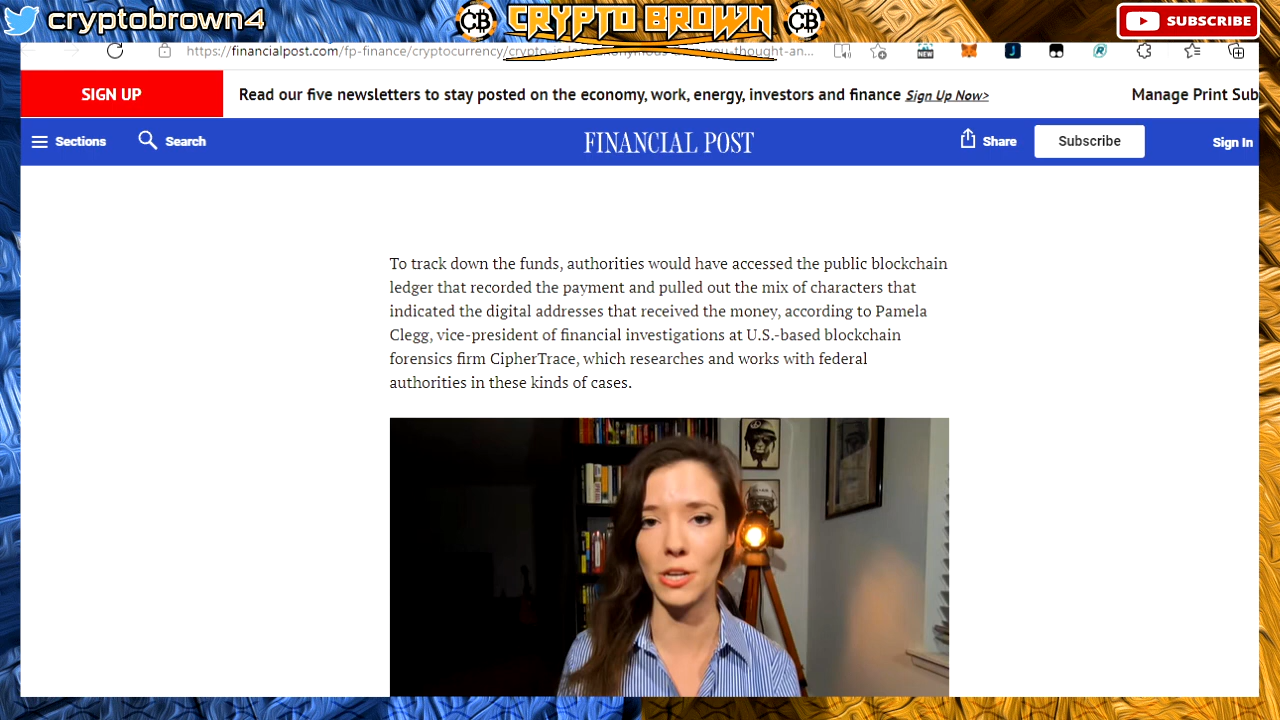 cryptobrown4
CB CRYPTO BROWN CB
SUBSCRIBE
https://financialpost.com/fp-finance/cryptocurrency/
NEW
SIGN UP
Read our five newsletters to stay posted on the economy, work, energy, investors and finance Sign Up Now>
Manage Print Sub
Sections
Search
FINANCIAL POST
Share
Subscribe
Sign In
To track down the funds, authorities would have accessed the public blockchain
ledger that recorded the payment and pulled out the mix of characters that
indicated the digital addresses that received the money, according to Pamela
Clegg, vice-president of financial investigations at U.S.-based blockchain
forensics firm CipherTrace, which researches and works with federal
authorities in these kinds of cases.